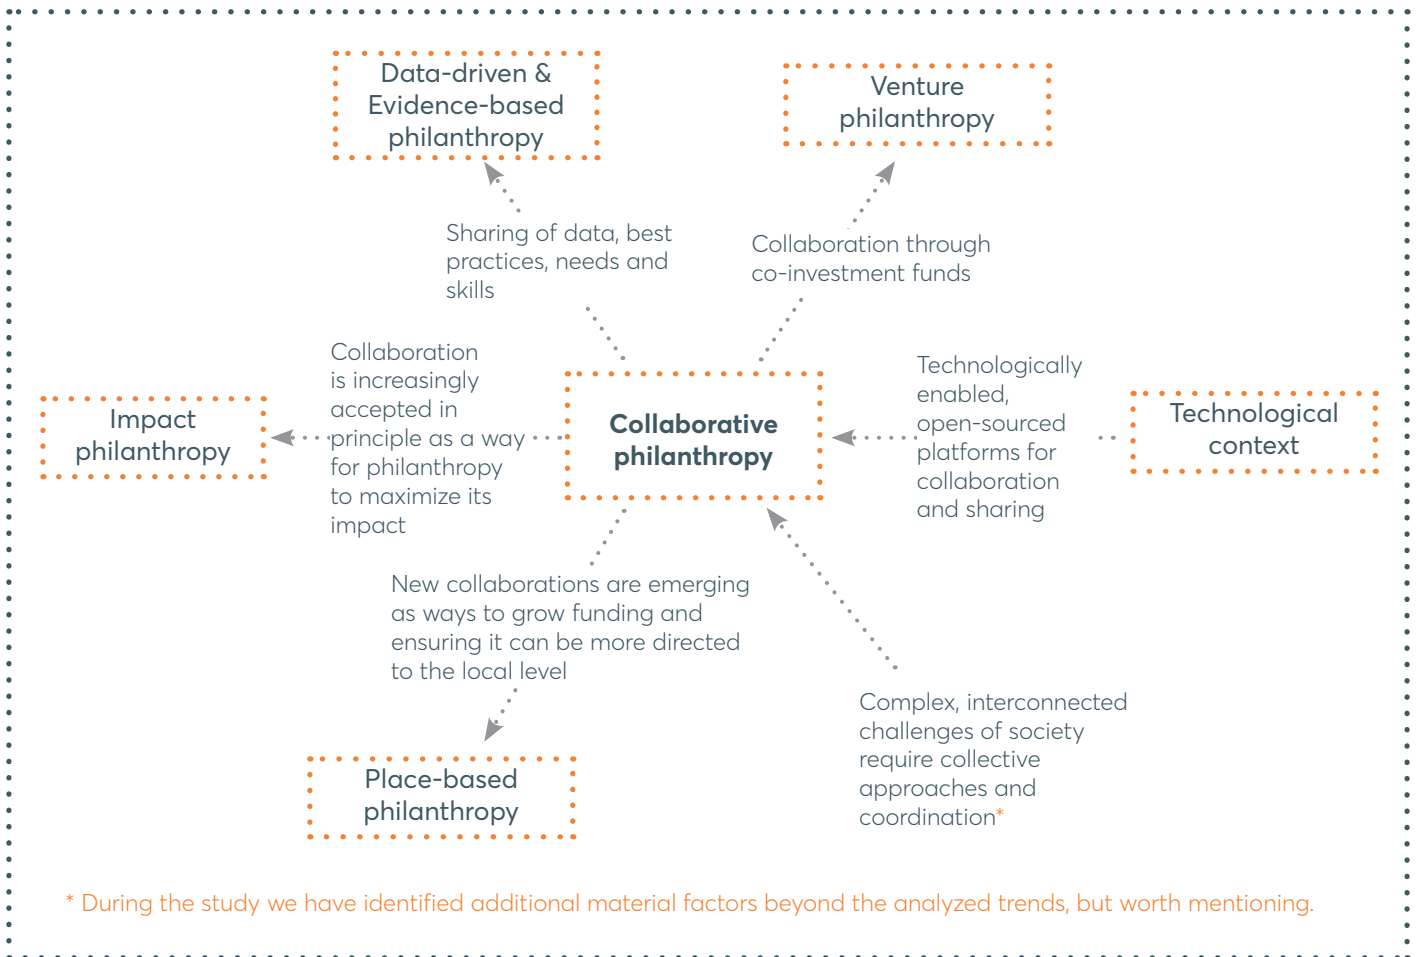 Data-driven &
Evidence-based
philanthropy
Venture
philanthropy
Sharing of data, best
practices, needs and
skills
Collaboration through
co-investment funds
Collaboration
is increasingly
accepted in
principle as a way
for philanthropy
to maximize its
impact
Impact
philanthropy
Collaborative
philanthropy
Technologically
enabled,
open-sourced
platforms for
collaboration
and sharing
Technological
context
New collaborations are emerging
as ways to grow funding and
ensuring it can be more directed
to the local level
Complex, interconnected
challenges of society
require collective
approaches and
coordination*
Place-based
philanthropy
* During the study we have identified additional material factors beyond the analyzed trends, but worth mentioning.